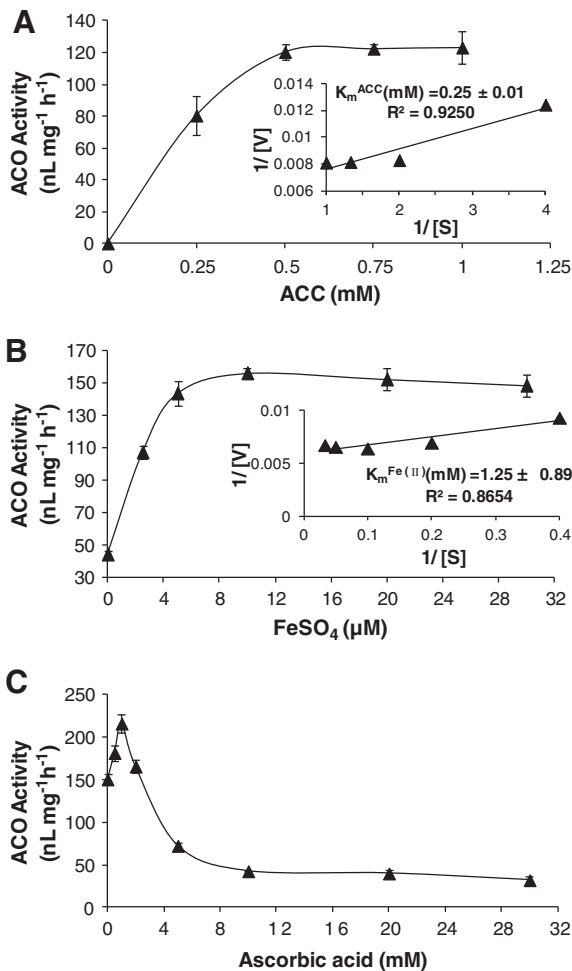 A
ACO Activity
(nL mg⁻¹ h⁻¹)
140
120
100
80
60
40
20
0
0 0.25 0.5 0.75 1 1.25
ACC (mM)
1/ [V]
0.014
0.012
0.010
0.008
0.006
1 2 3 4
1/ [S]
Kmᴬᶜᶜ(mM) =0.25 ± 0.01
R² = 0.9250
B
ACO Activity
(nL mg⁻¹ h⁻¹)
170
150
130
110
90
70
50
30
0 4 8 12 16 20 24 28 32
FeSO₄ (μM)
1/ [V]
0.01
0.005
0
0 0.1 0.2 0.3 0.4
1/ [S]
Km^Fe(II)(mM) =1.25 ± 0.89
R² = 0.8654
C
ACO Activity
(nL mg⁻¹h⁻¹)
250
200
150
100
50
0
0 4 8 12 16 20 24 28 32
Ascorbic acid (mM)